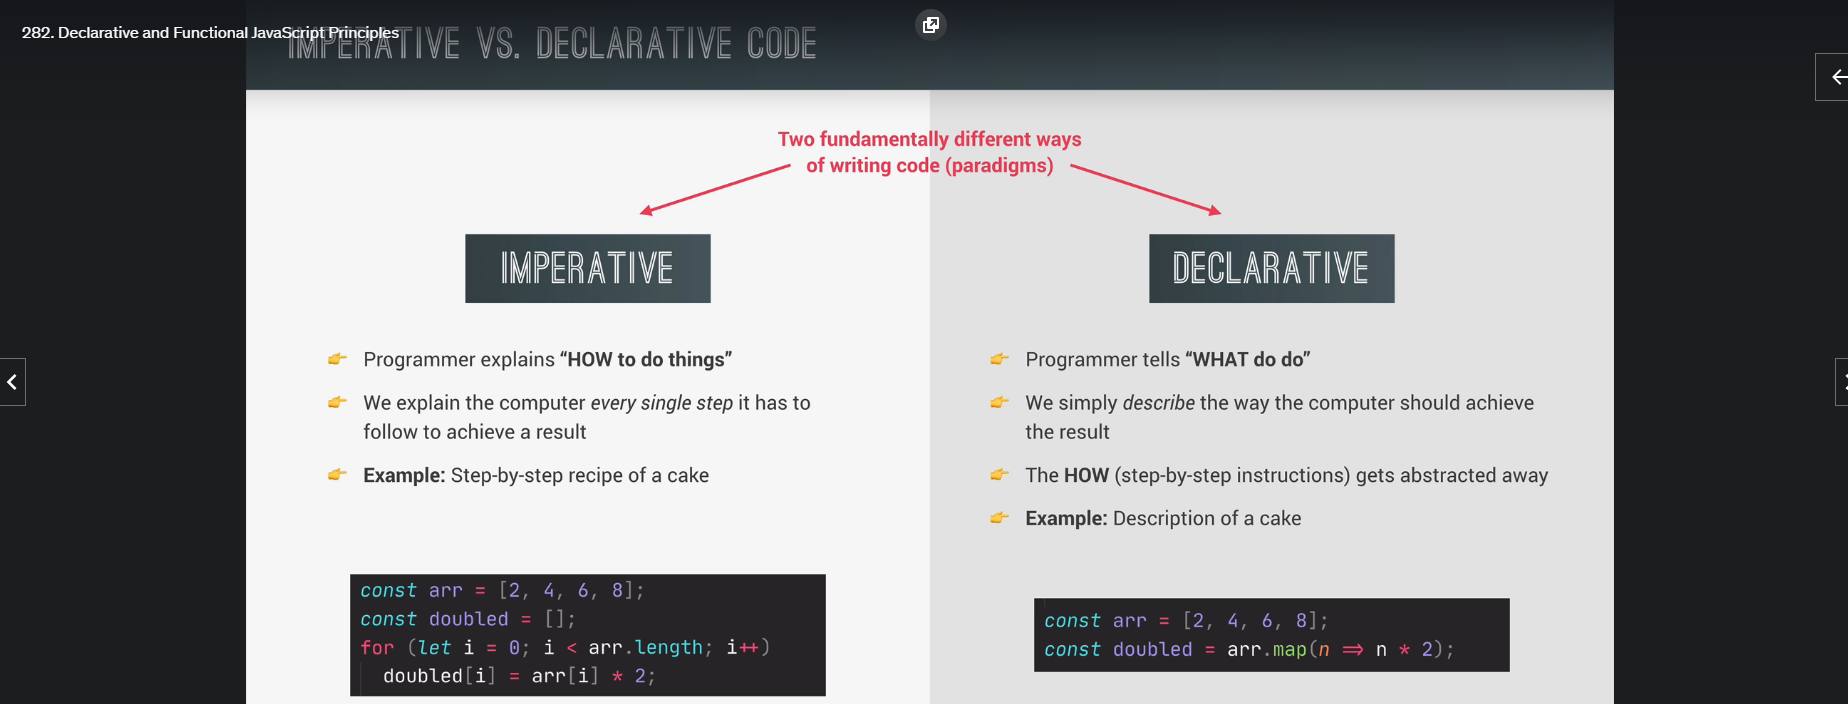 282. Declarative and Functional JavaScript Principles
IMPERATIVE VS. DECLARATIVE CODE
Two fundamentally different ways
of writing code (paradigms)
IMPERATIVE
Programmer explains “HOW to do things”
We explain the computer every single step it has to
follow to achieve a result
Example: Step-by-step recipe of a cake
const arr = [2, 4, 6, 8];
const doubled = [];
for (let i = 0; i < arr.length; i++)
doubled[i] = arr[i] * 2;
DECLARATIVE
Programmer tells “WHAT do do”
We simply describe the way the computer should achieve
the result
The HOW (step-by-step instructions) gets abstracted away
Example: Description of a cake
const arr = [2, 4, 6, 8];
const doubled = arr.map(n => n * 2);